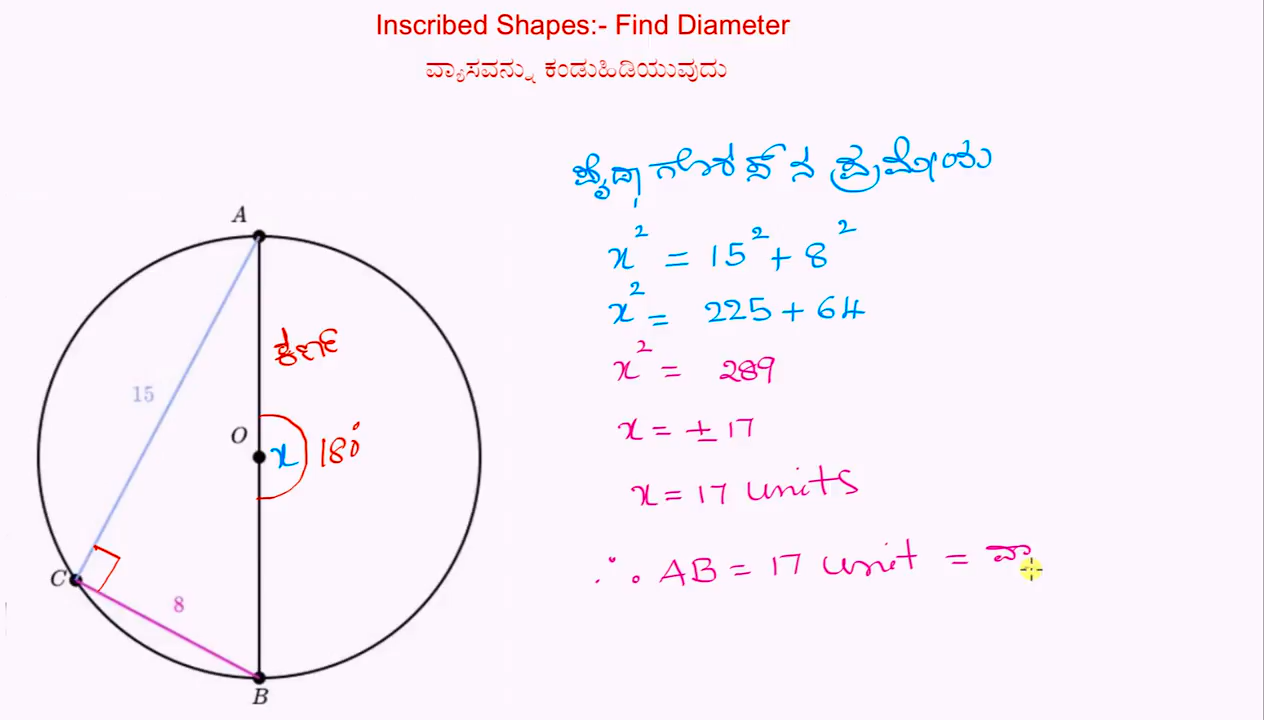 Inscribed Shapes:- Find Diameter
ವ್ಯಾಸವನ್ನು ಕಂಡುಹಿಡಿಯುವುದು
ಪೈಥಾಗೊರಸ್ ನ ಪ್ರಮೇಯ
x² = 15² + 8²
x² = 225 + 64
x² = 289
x = ± 17
x = 17 units
∴ AB = 17 unit = ವ್ಯಾ
A
ಕರ್ಣ
15
O
x 180°
C
8
B